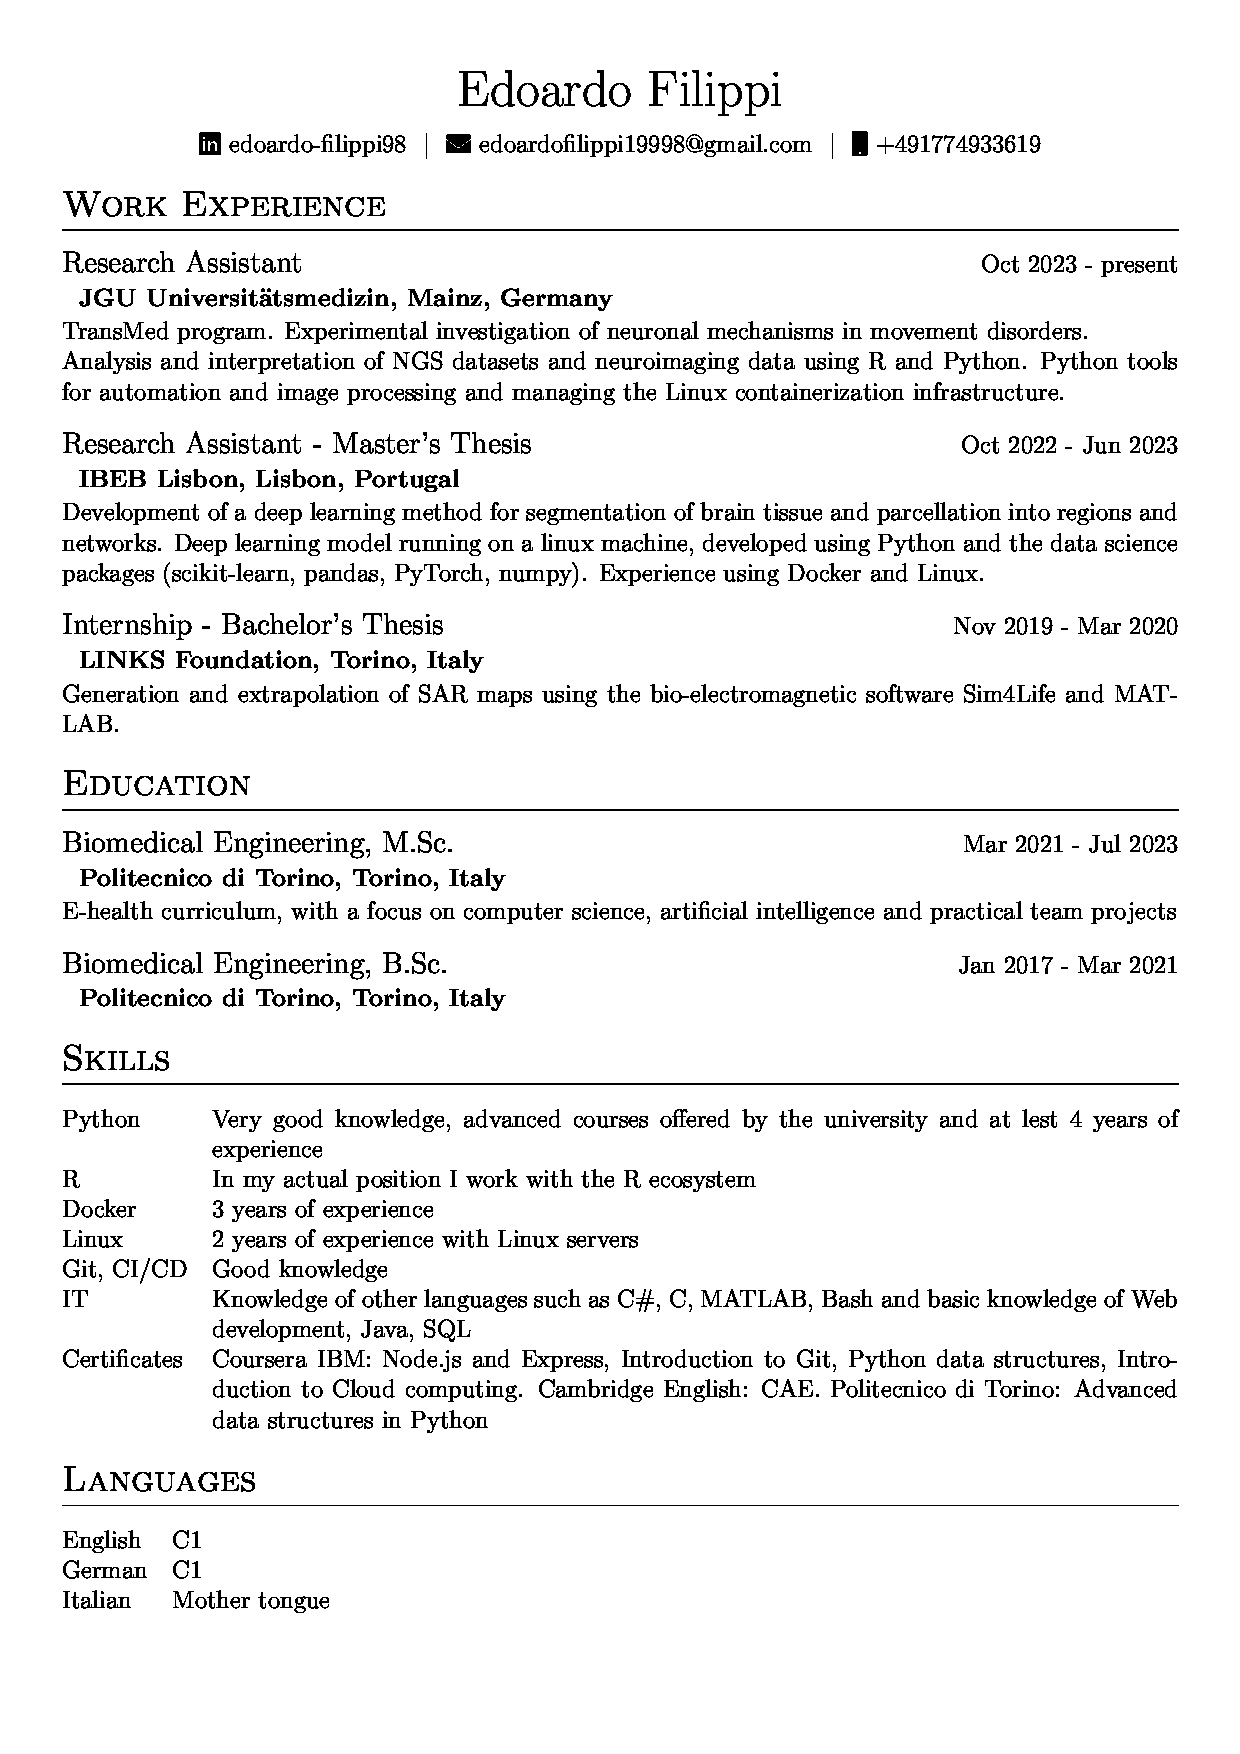 Edoardo Filippi
edoardo-filippi98 | edoardofilippi19998@gmail.com | +491774933619
Work Experience
Research Assistant Oct 2023 - present
JGU Universitätsmedizin, Mainz, Germany
TransMed program. Experimental investigation of neuronal mechanisms in movement disorders.
Analysis and interpretation of NGS datasets and neuroimaging data using R and Python. Python tools
for automation and image processing and managing the Linux containerization infrastructure.
Research Assistant - Master's Thesis Oct 2022 - Jun 2023
IBEB Lisbon, Lisbon, Portugal
Development of a deep learning method for segmentation of brain tissue and parcellation into regions and
networks. Deep learning model running on a linux machine, developed using Python and the data science
packages (scikit-learn, pandas, PyTorch, numpy). Experience using Docker and Linux.
Internship - Bachelor's Thesis Nov 2019 - Mar 2020
LINKS Foundation, Torino, Italy
Generation and extrapolation of SAR maps using the bio-electromagnetic software Sim4Life and MAT-
LAB.
Education
Biomedical Engineering, M.Sc. Mar 2021 - Jul 2023
Politecnico di Torino, Torino, Italy
E-health curriculum, with a focus on computer science, artificial intelligence and practical team projects
Biomedical Engineering, B.Sc. Jan 2017 - Mar 2021
Politecnico di Torino, Torino, Italy
Skills
Python Very good knowledge, advanced courses offered by the university and at lest 4 years of
experience
R In my actual position I work with the R ecosystem
Docker 3 years of experience
Linux 2 years of experience with Linux servers
Git, CI/CD Good knowledge
IT Knowledge of other languages such as C#, C, MATLAB, Bash and basic knowledge of Web
development, Java, SQL
Certificates Coursera IBM: Node.js and Express, Introduction to Git, Python data structures, Intro-
duction to Cloud computing. Cambridge English: CAE. Politecnico di Torino: Advanced
data structures in Python
Languages
English C1
German C1
Italian Mother tongue